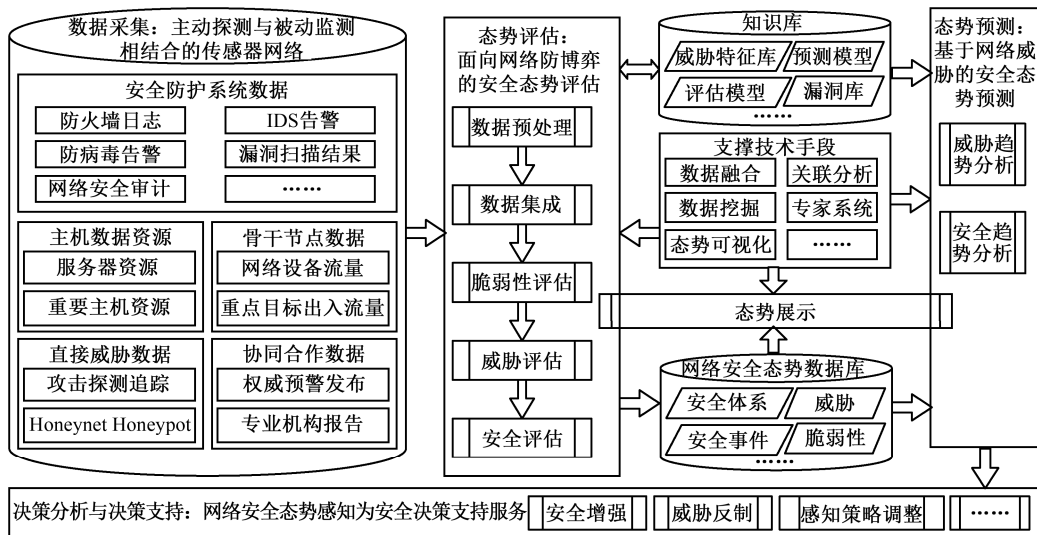 数据采集：主动探测与被动监测
相结合的传感器网络
安全防护系统数据
防火墙日志
IDS告警
防病毒告警
漏洞扫描结果
网络安全审计
……
主机数据资源
服务器资源
重要主机资源
骨干节点数据
网络设备流量
重点目标出入流量
直接威胁数据
攻击探测追踪
Honeynet Honeypot
协同合作数据
权威预警发布
专业机构报告
态势评估：
面向网络防博弈
的安全态势评估
数据预处理
数据集成
脆弱性评估
威胁评估
安全评估
知识库
威胁特征库
预测模型
评估模型
漏洞库
……
支撑技术手段
数据融合
关联分析
数据挖掘
专家系统
态势可视化
……
态势展示
网络安全态势数据库
安全体系
威胁
安全事件
脆弱性
……
态势预测：
基于网络威
胁的安全态
势预测
威胁趋
势分析
安全趋
势分析
决策分析与决策支持：网络安全态势感知为安全决策支持服务
安全增强
威胁反制
感知策略调整
……